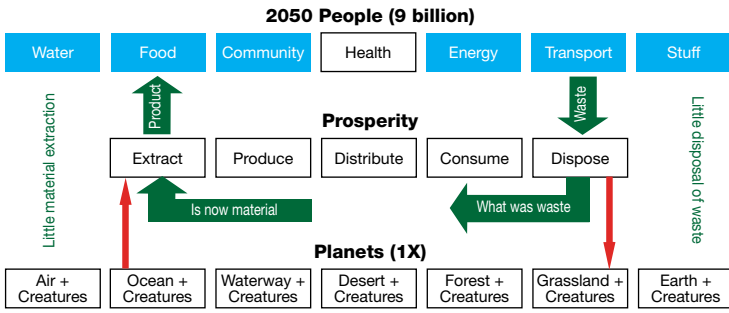 2050 People (9 billion)
Water
Food
Community
Health
Energy
Transport
Stuff
Little material extraction
Product
Waste
Little disposal of waste
Prosperity
Extract
Produce
Distribute
Consume
Dispose
Is now material
What was waste
Planets (1X)
Air +
Creatures
Ocean +
Creatures
Waterway +
Creatures
Desert +
Creatures
Forest +
Creatures
Grassland +
Creatures
Earth +
Creatures